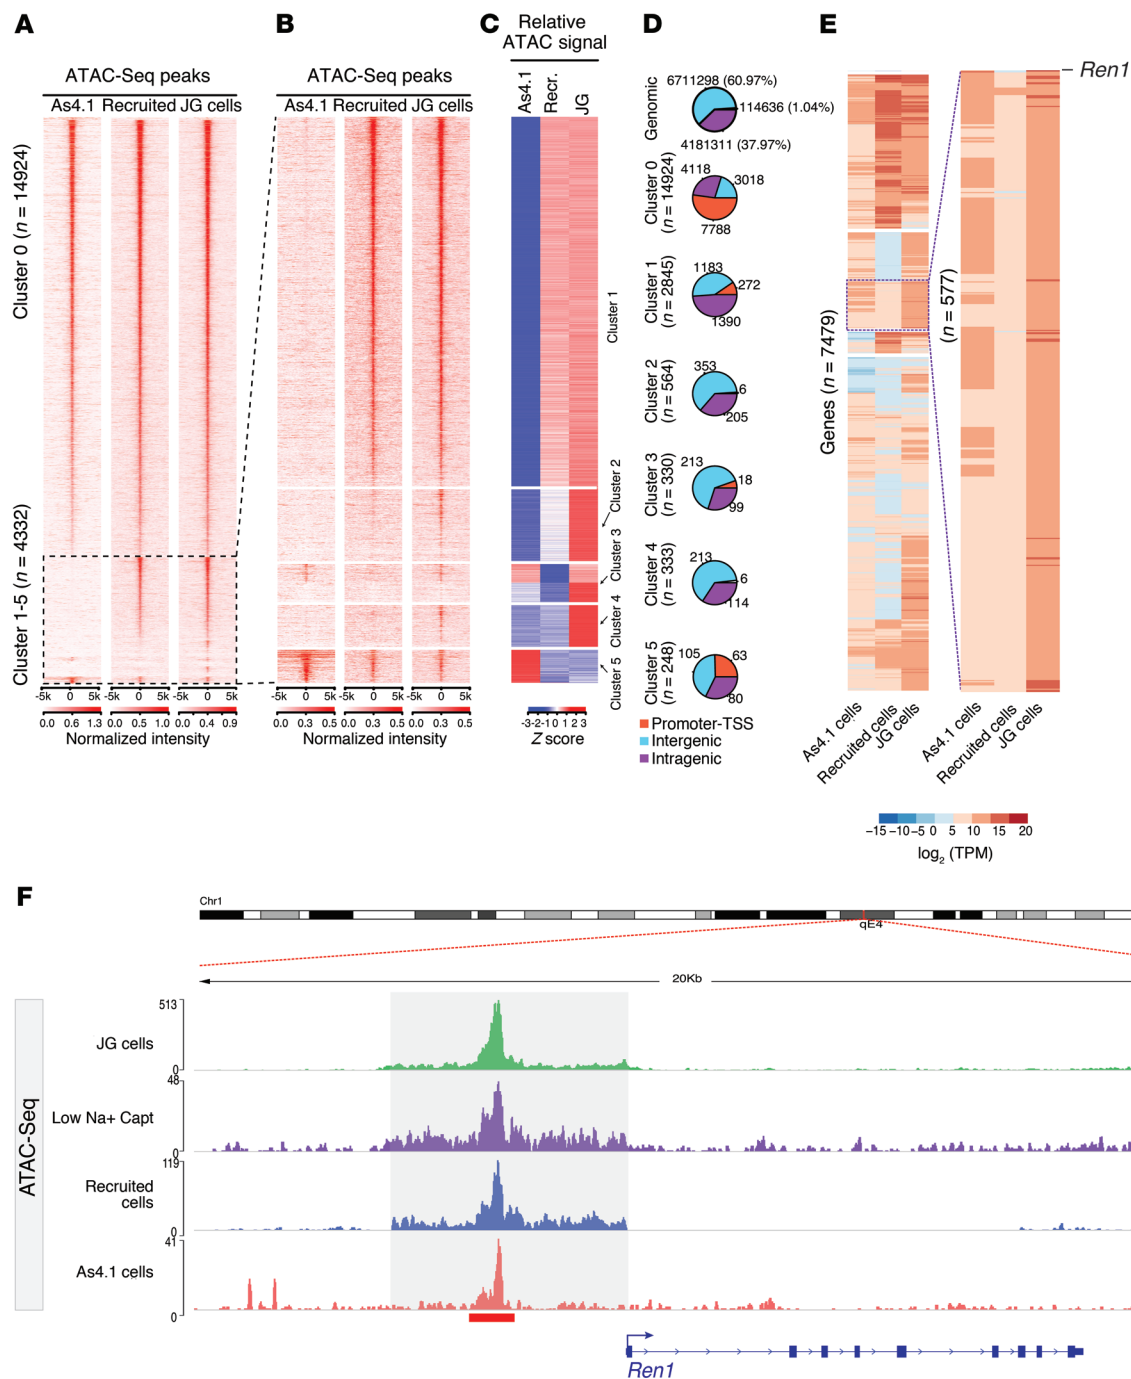 A
ATAC-Seq peaks
As4.1 Recruited JG cells
Cluster 0 (n = 14924)
Cluster 1-5 (n = 4332)
-5k 0 5k -5k 0 5k -5k 0 5k
0.0 0.6 1.3 0.0 0.5 1.0 0.0 0.4 0.9
Normalized intensity
B
ATAC-Seq peaks
As4.1 Recruited JG cells
-5k 0 5k -5k 0 5k -5k 0 5k
0.0 0.3 0.5 0.0 0.3 0.5 0.0 0.3 0.5
Normalized intensity
C
Relative
ATAC signal
As4.1
Recr.
JG
Cluster 1
Cluster 2
Cluster 3
Cluster 4
Cluster 5
-3-2-1 0 1 2 3
Z score
D
Genomic
6711298 (60.97%)
114636 (1.04%)
4181311 (37.97%)
Cluster 0
(n = 14924)
4118
3018
7788
Cluster 1
(n = 2845)
1183
272
1390
Cluster 2
(n = 564)
353
6
205
Cluster 3
(n = 330)
213
18
99
Cluster 4
(n = 333)
213
6
114
Cluster 5
(n = 248)
105
63
80
Promoter-TSS
Intergenic
Intragenic
E
Ren1
Genes (n = 7479)
(n = 577)
As4.1 cells
Recruited cells
JG cells
As4.1 cells
Recruited cells
JG cells
-15 -10 -5 0 5 10 15 20
log2 (TPM)
F
Chr1
qE4
20Kb
ATAC-Seq
513
JG cells
0
48
Low Na+ Capt
0
119
Recruited
cells
0
41
As4.1 cells
0
Ren1